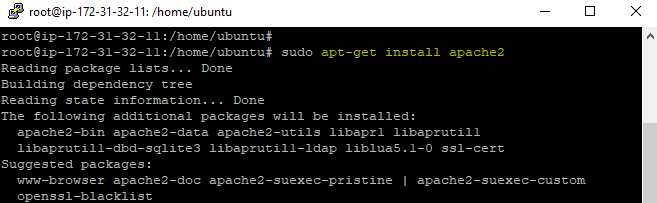 root@ip-172-31-32-11: /home/ubuntu
root@ip-172-31-32-11:/home/ubuntu#
root@ip-172-31-32-11:/home/ubuntu# sudo apt-get install apache2
Reading package lists... Done
Building dependency tree
Reading state information... Done
The following additional packages will be installed:
  apache2-bin apache2-data apache2-utils libapr1 libaprutil1
  libaprutil1-dbd-sqlite3 libaprutil1-ldap liblua5.1-0 ssl-cert
Suggested packages:
  www-browser apache2-doc apache2-suexec-pristine | apache2-suexec-custom
  openssl-blacklist